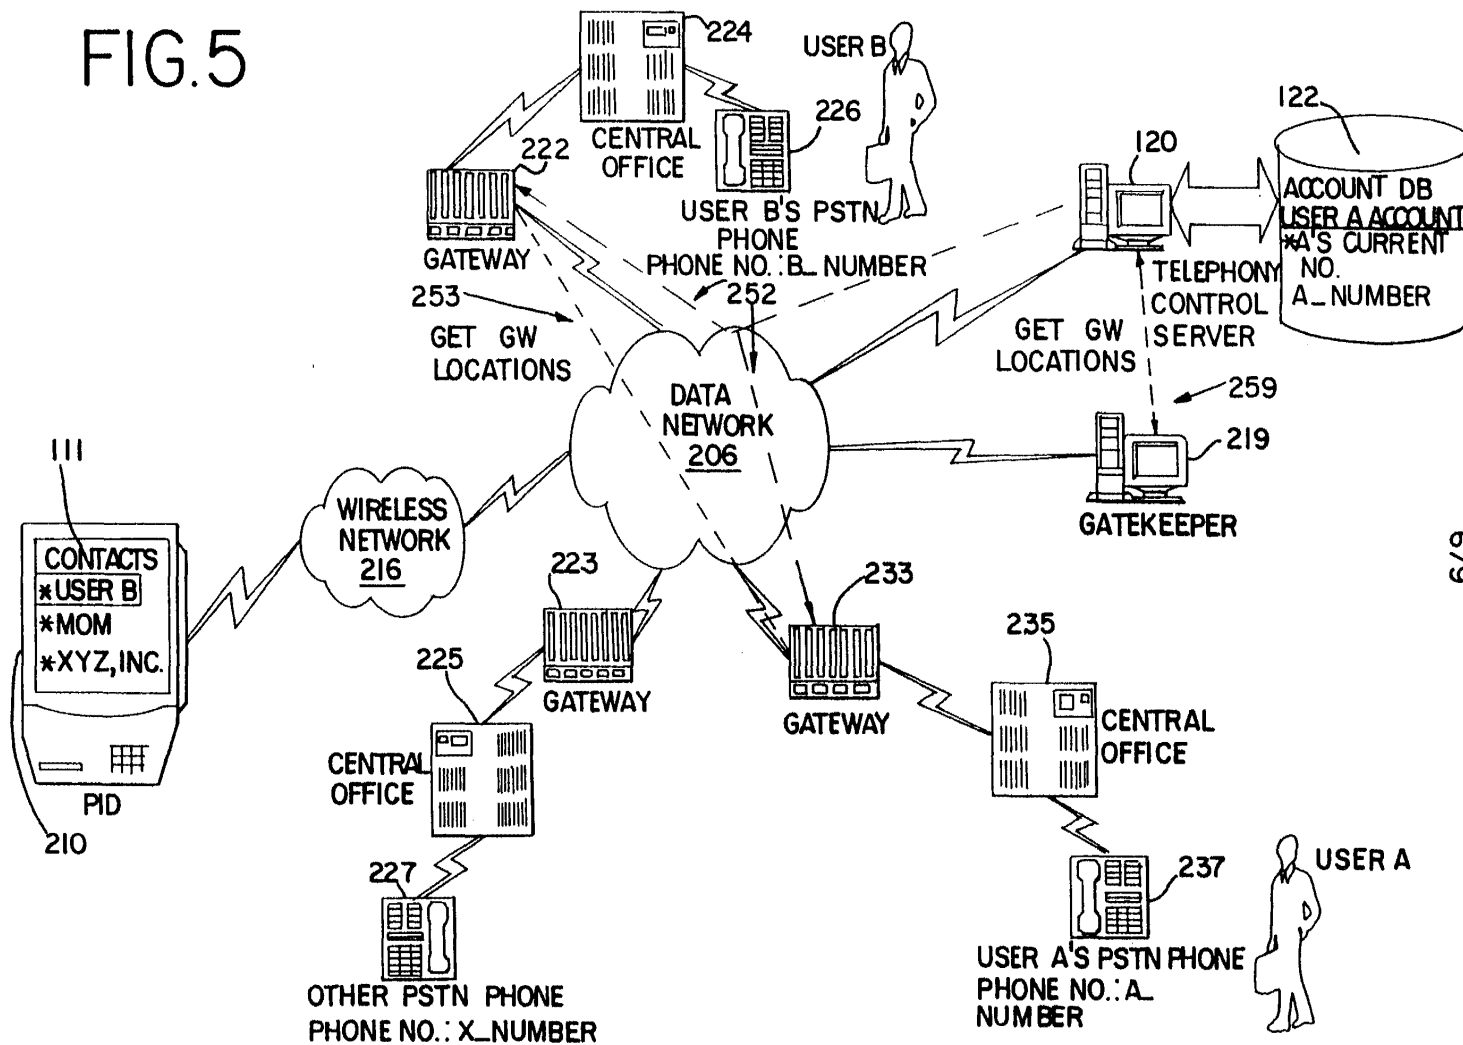 FIG.5
224
USER B
122
CENTRAL
OFFICE
226
222
120
ACCOUNT DB
USER A ACCOUNT
*A'S CURRENT
NO.
A_NUMBER
USER B'S PSTN
PHONE
PHONE NO.:B_NUMBER
GATEWAY
TELEPHONY
CONTROL
SERVER
253
252
GET GW
LOCATIONS
GET GW
LOCATIONS
259
DATA
NETWORK
206
219
GATEKEEPER
111
WIRELESS
NETWORK
216
CONTACTS
*USER B
*MOM
*XYZ, INC.
PID
210
223
GATEWAY
233
GATEWAY
6/9
225
CENTRAL
OFFICE
235
CENTRAL
OFFICE
227
OTHER PSTN PHONE
PHONE NO.: X_NUMBER
237
USER A
USER A'S PSTN PHONE
PHONE NO.:A_
NUMBER